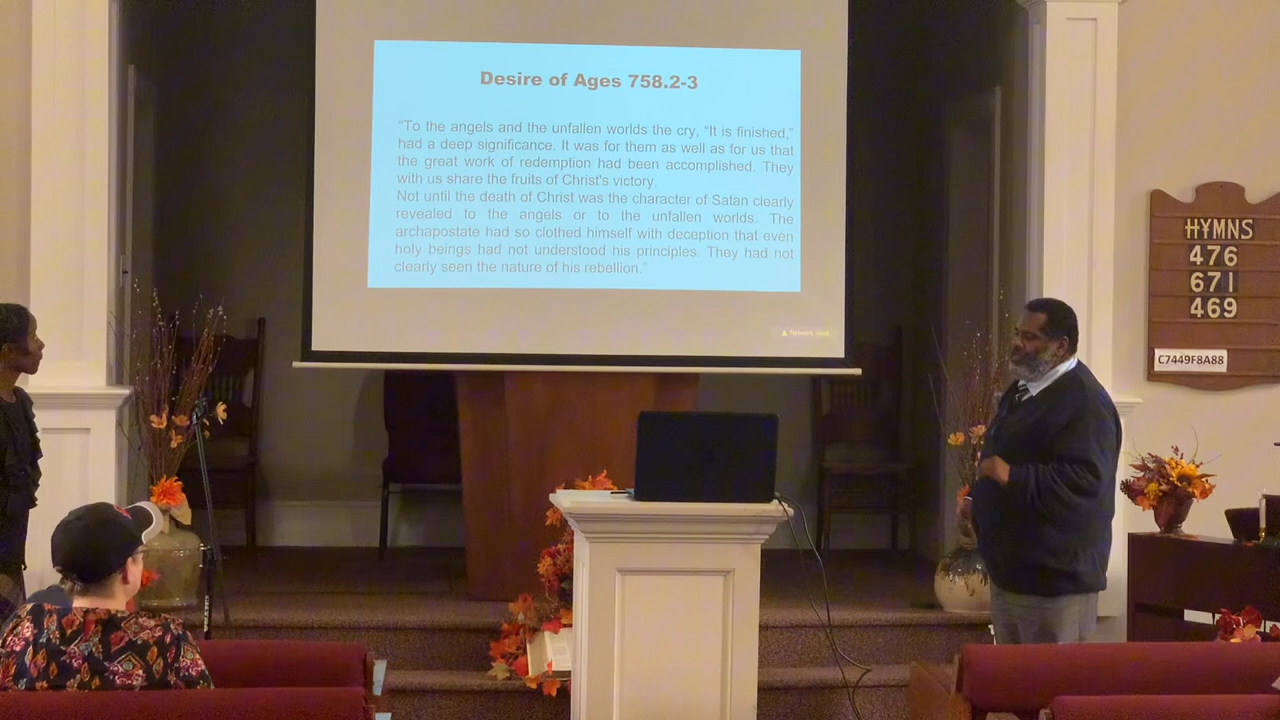 Desire of Ages 758.2-3
“To the angels and the unfallen worlds the cry, “It is finished,”
had a deep significance. It was for them as well as for us that
the great work of redemption had been accomplished. They
with us share the fruits of Christ's victory.
Not until the death of Christ was the character of Satan clearly
revealed to the angels or to the unfallen worlds. The
archapostate had so clothed himself with deception that even
holy beings had not understood his principles. They had not
clearly seen the nature of his rebellion.”
HYMNS
476
671
469
C7449F8A88